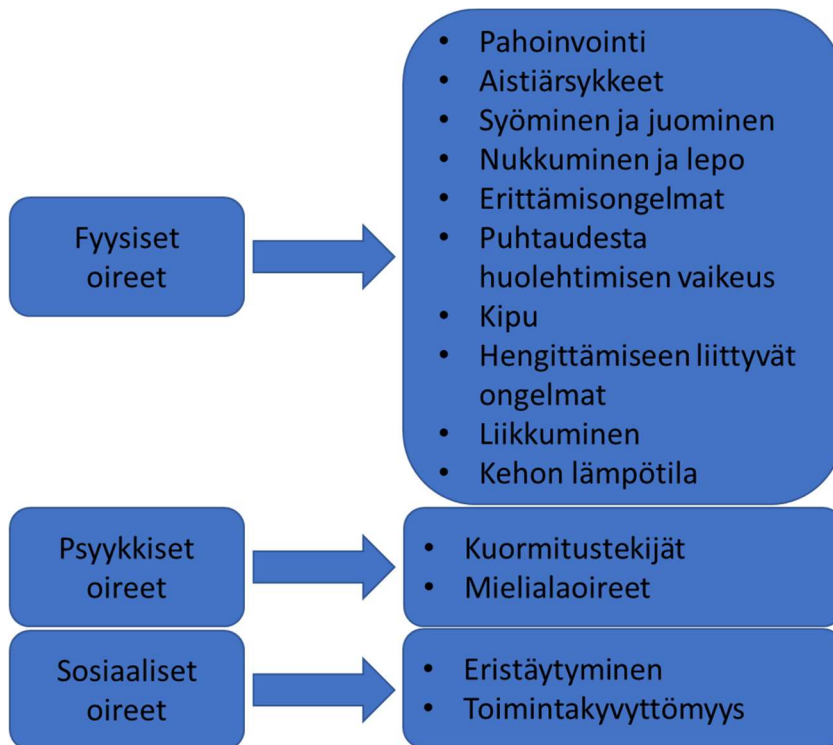 Fyysiset
oireet
• Pahoinvointi
• Aistiärsykkeet
• Syöminen ja juominen
• Nukkuminen ja lepo
• Erittämisongelmat
• Puhtaudesta
huolehtimisen vaikeus
• Kipu
• Hengittämiseen liittyvät
ongelmat
• Liikkuminen
• Kehon lämpötila
Psyykkiset
oireet
• Kuormitustekijät
• Mielialaoireet
Sosiaaliset
oireet
• Eristäytyminen
• Toimintakyvyttömyys